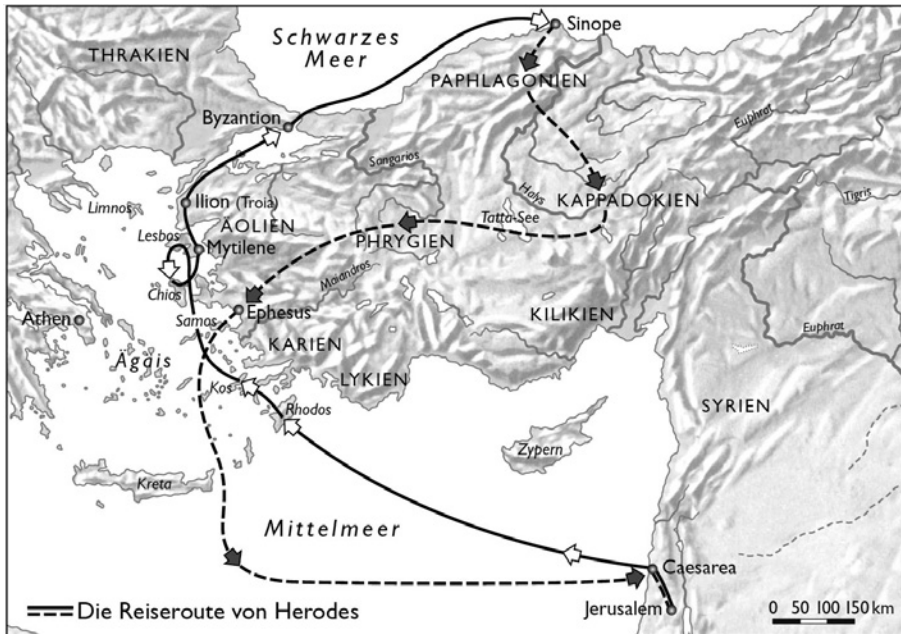 Sinope
Schwarzes
Meer
THRAKIEN
PAPHLAGONIEN
Byzantion
Euphrat
Sangarios
Halys
KAPPADOKIEN
Tigris
Limnos
Ilion (Troia)
ÄOLIEN
Tatta-See
PHRYGIEN
Lesbos
Mytilene
Maiandros
Chios
Ephesus
Samos
Athen
KILIKIEN
Euphrat
KARIEN
Ägäis
LYKIEN
Kos
Rhodos
SYRIEN
Zypern
Kreta
Mittelmeer
Caesarea
Die Reiseroute von Herodes
Jerusalem
0 50 100 150 km